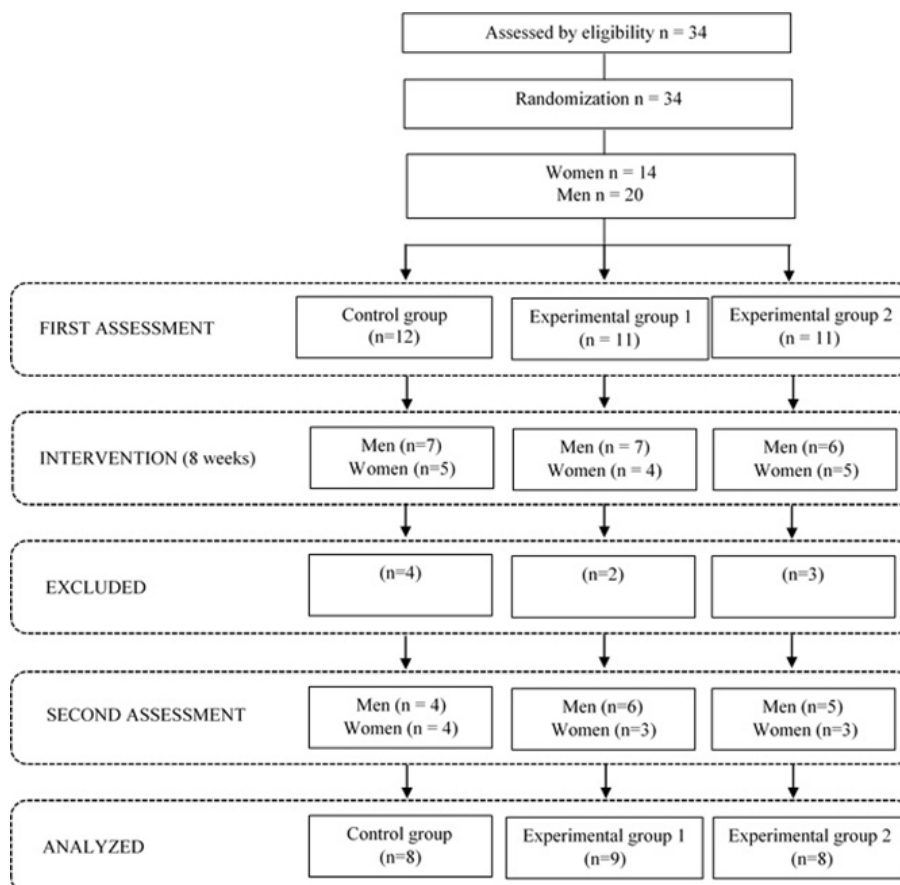 Assessed by eligibility n = 34
Randomization n = 34
Women n = 14
Men n = 20
FIRST ASSESSMENT
Control group
(n=12)
Experimental group 1
(n = 11)
Experimental group 2
(n = 11)
INTERVENTION (8 weeks)
Men (n=7)
Women (n=5)
Men (n = 7)
Women (n = 4)
Men (n=6)
Women (n=5)
EXCLUDED
(n=4)
(n=2)
(n=3)
SECOND ASSESSMENT
Men (n = 4)
Women (n = 4)
Men (n=6)
Women (n=3)
Men (n=5)
Women (n=3)
ANALYZED
Control group
(n=8)
Experimental group 1
(n=9)
Experimental group 2
(n=8)